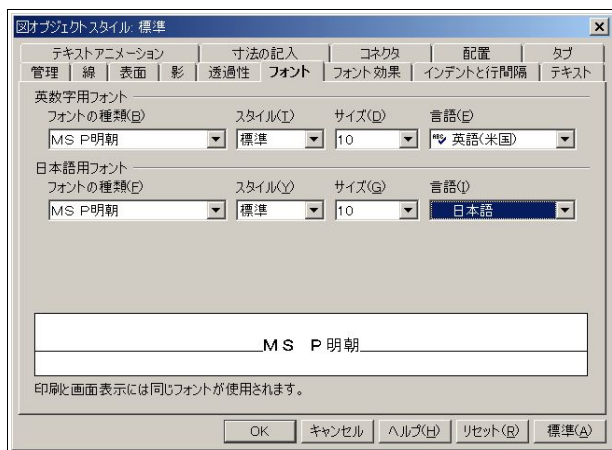 図オブジェクトスタイル: 標準
テキストアニメーション 寸法の記入 コネクタ 配置 タブ
管理 線 表面 影 透過性 フォント フォント効果 インデントと行間隔 テキスト
英数字用フォント
フォントの種類(B) スタイル(T) サイズ(D) 言語(E)
MS P明朝 標準 10 ABC 英語(米国)
日本語用フォント
フォントの種類(F) スタイル(Y) サイズ(G) 言語(I)
MS P明朝 標準 10 日本語
MS P明朝
印刷と画面表示には同じフォントが使用されます。
OK キャンセル ヘルプ(H) リセット(R) 標準(A)